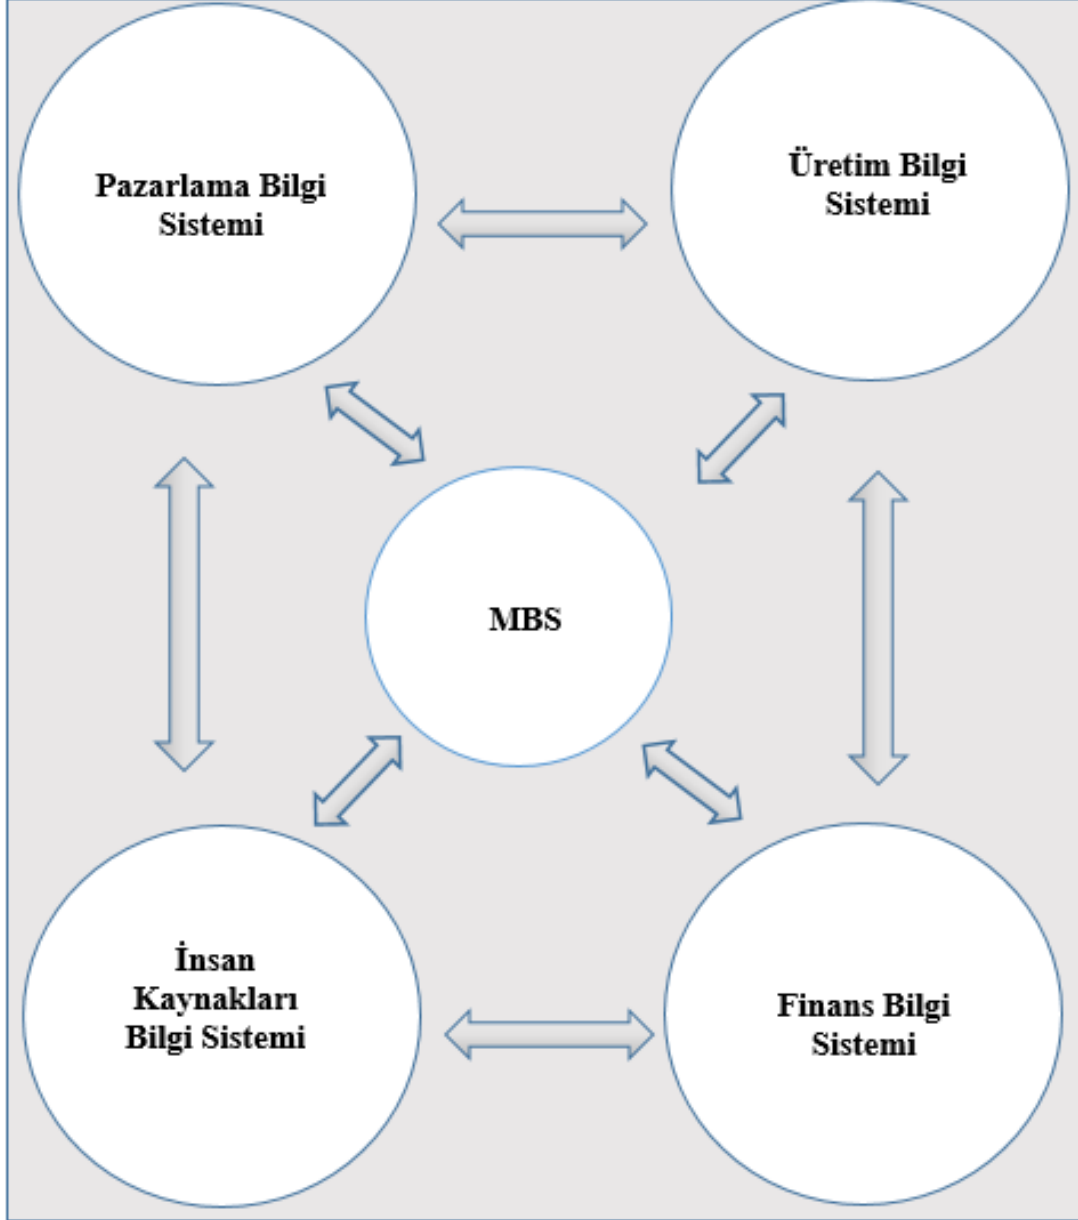 Pazarlama Bilgi
Sistemi
Üretim Bilgi
Sistemi
MBS
İnsan
Kaynakları
Bilgi Sistemi
Finans Bilgi
Sistemi